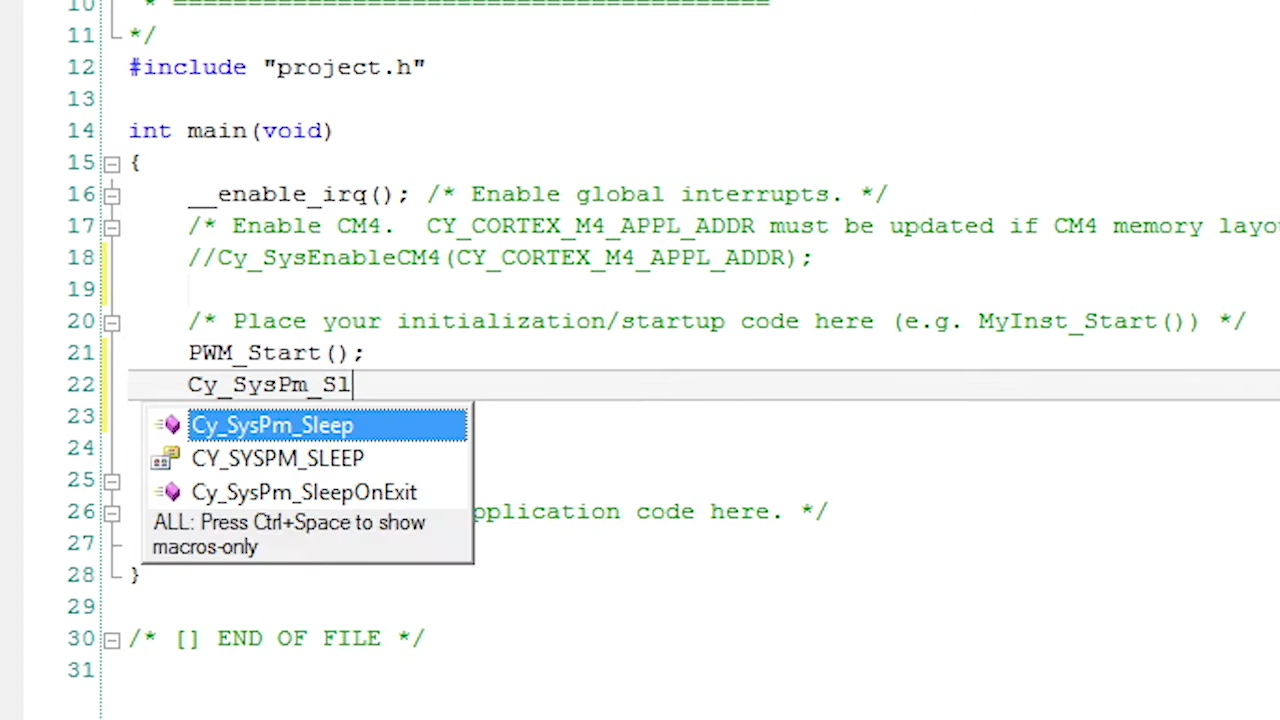 10 * ========================================
11 */
12 #include "project.h"
13
14 int main(void)
15 {
16 __enable_irq(); /* Enable global interrupts. */
17 /* Enable CM4. CY_CORTEX_M4_APPL_ADDR must be updated if CM4 memory layou
18 //Cy_SysEnableCM4(CY_CORTEX_M4_APPL_ADDR);
19
20 /* Place your initialization/startup code here (e.g. MyInst_Start()) */
21 PWM_Start();
22 Cy_SysPm_Sl
23 Cy_SysPm_Sleep
CY_SYSPM_SLEEP
24
25 Cy_SysPm_SleepOnExit
26 pplication code here. */
ALL: Press Ctrl+Space to show
27 macros-only
28 }
29
30 /* [] END OF FILE */
31